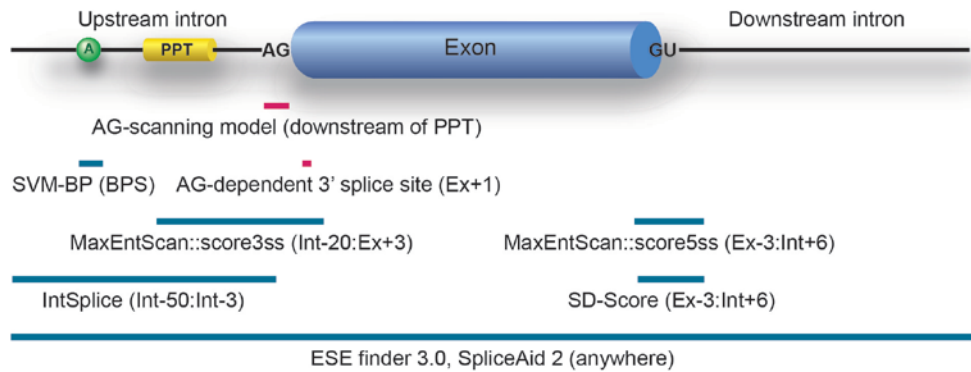 Upstream intron
Downstream intron
A
PPT
AG
Exon
GU
AG-scanning model (downstream of PPT)
SVM-BP (BPS)
AG-dependent 3' splice site (Ex+1)
MaxEntScan::score3ss (Int-20:Ex+3)
MaxEntScan::score5ss (Ex-3:Int+6)
IntSplice (Int-50:Int-3)
SD-Score (Ex-3:Int+6)
ESE finder 3.0, SpliceAid 2 (anywhere)